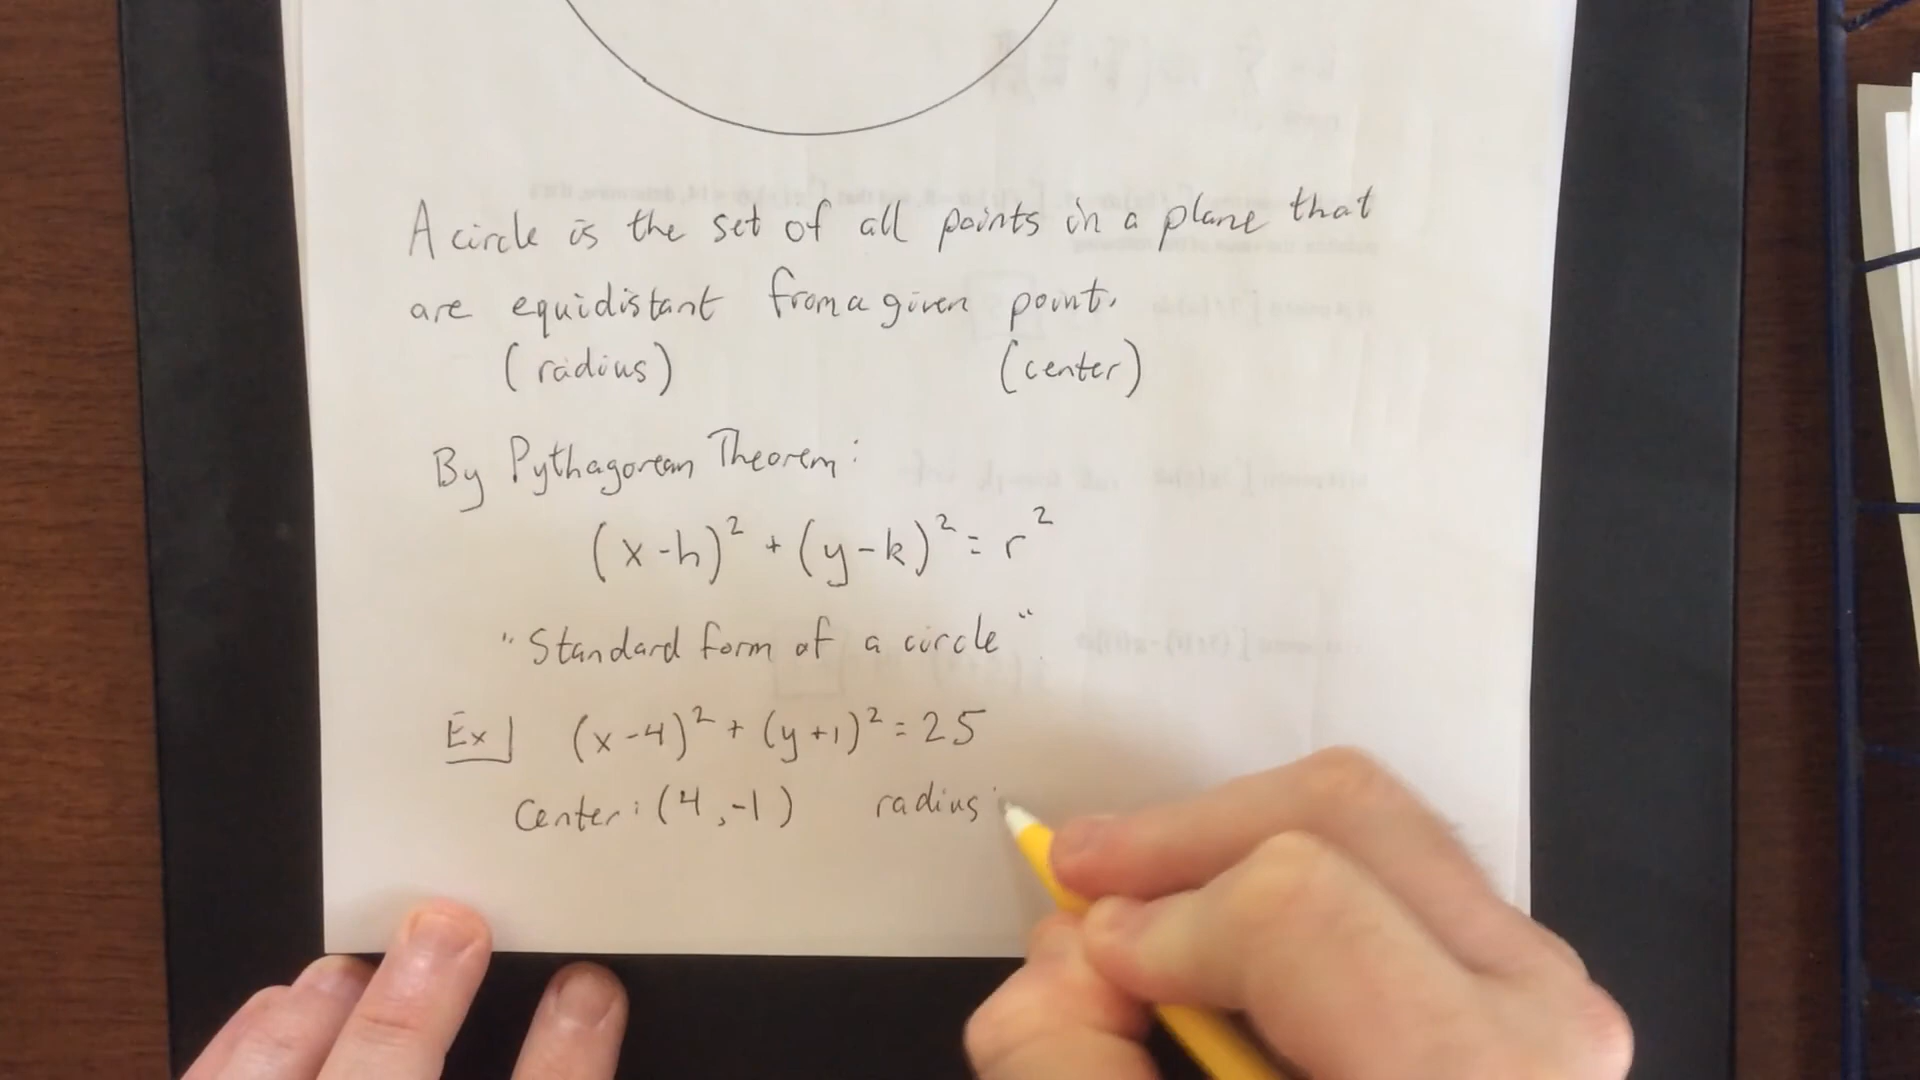 A circle is the set of all points in a plane that
are equidistant from a given point.
(radius) (center)
By Pythagorean Theorem:
(x-h)² + (y-k)² = r²
"Standard form of a circle"
Ex] (x-4)² + (y+1)² = 25
Center: (4,-1) radius: